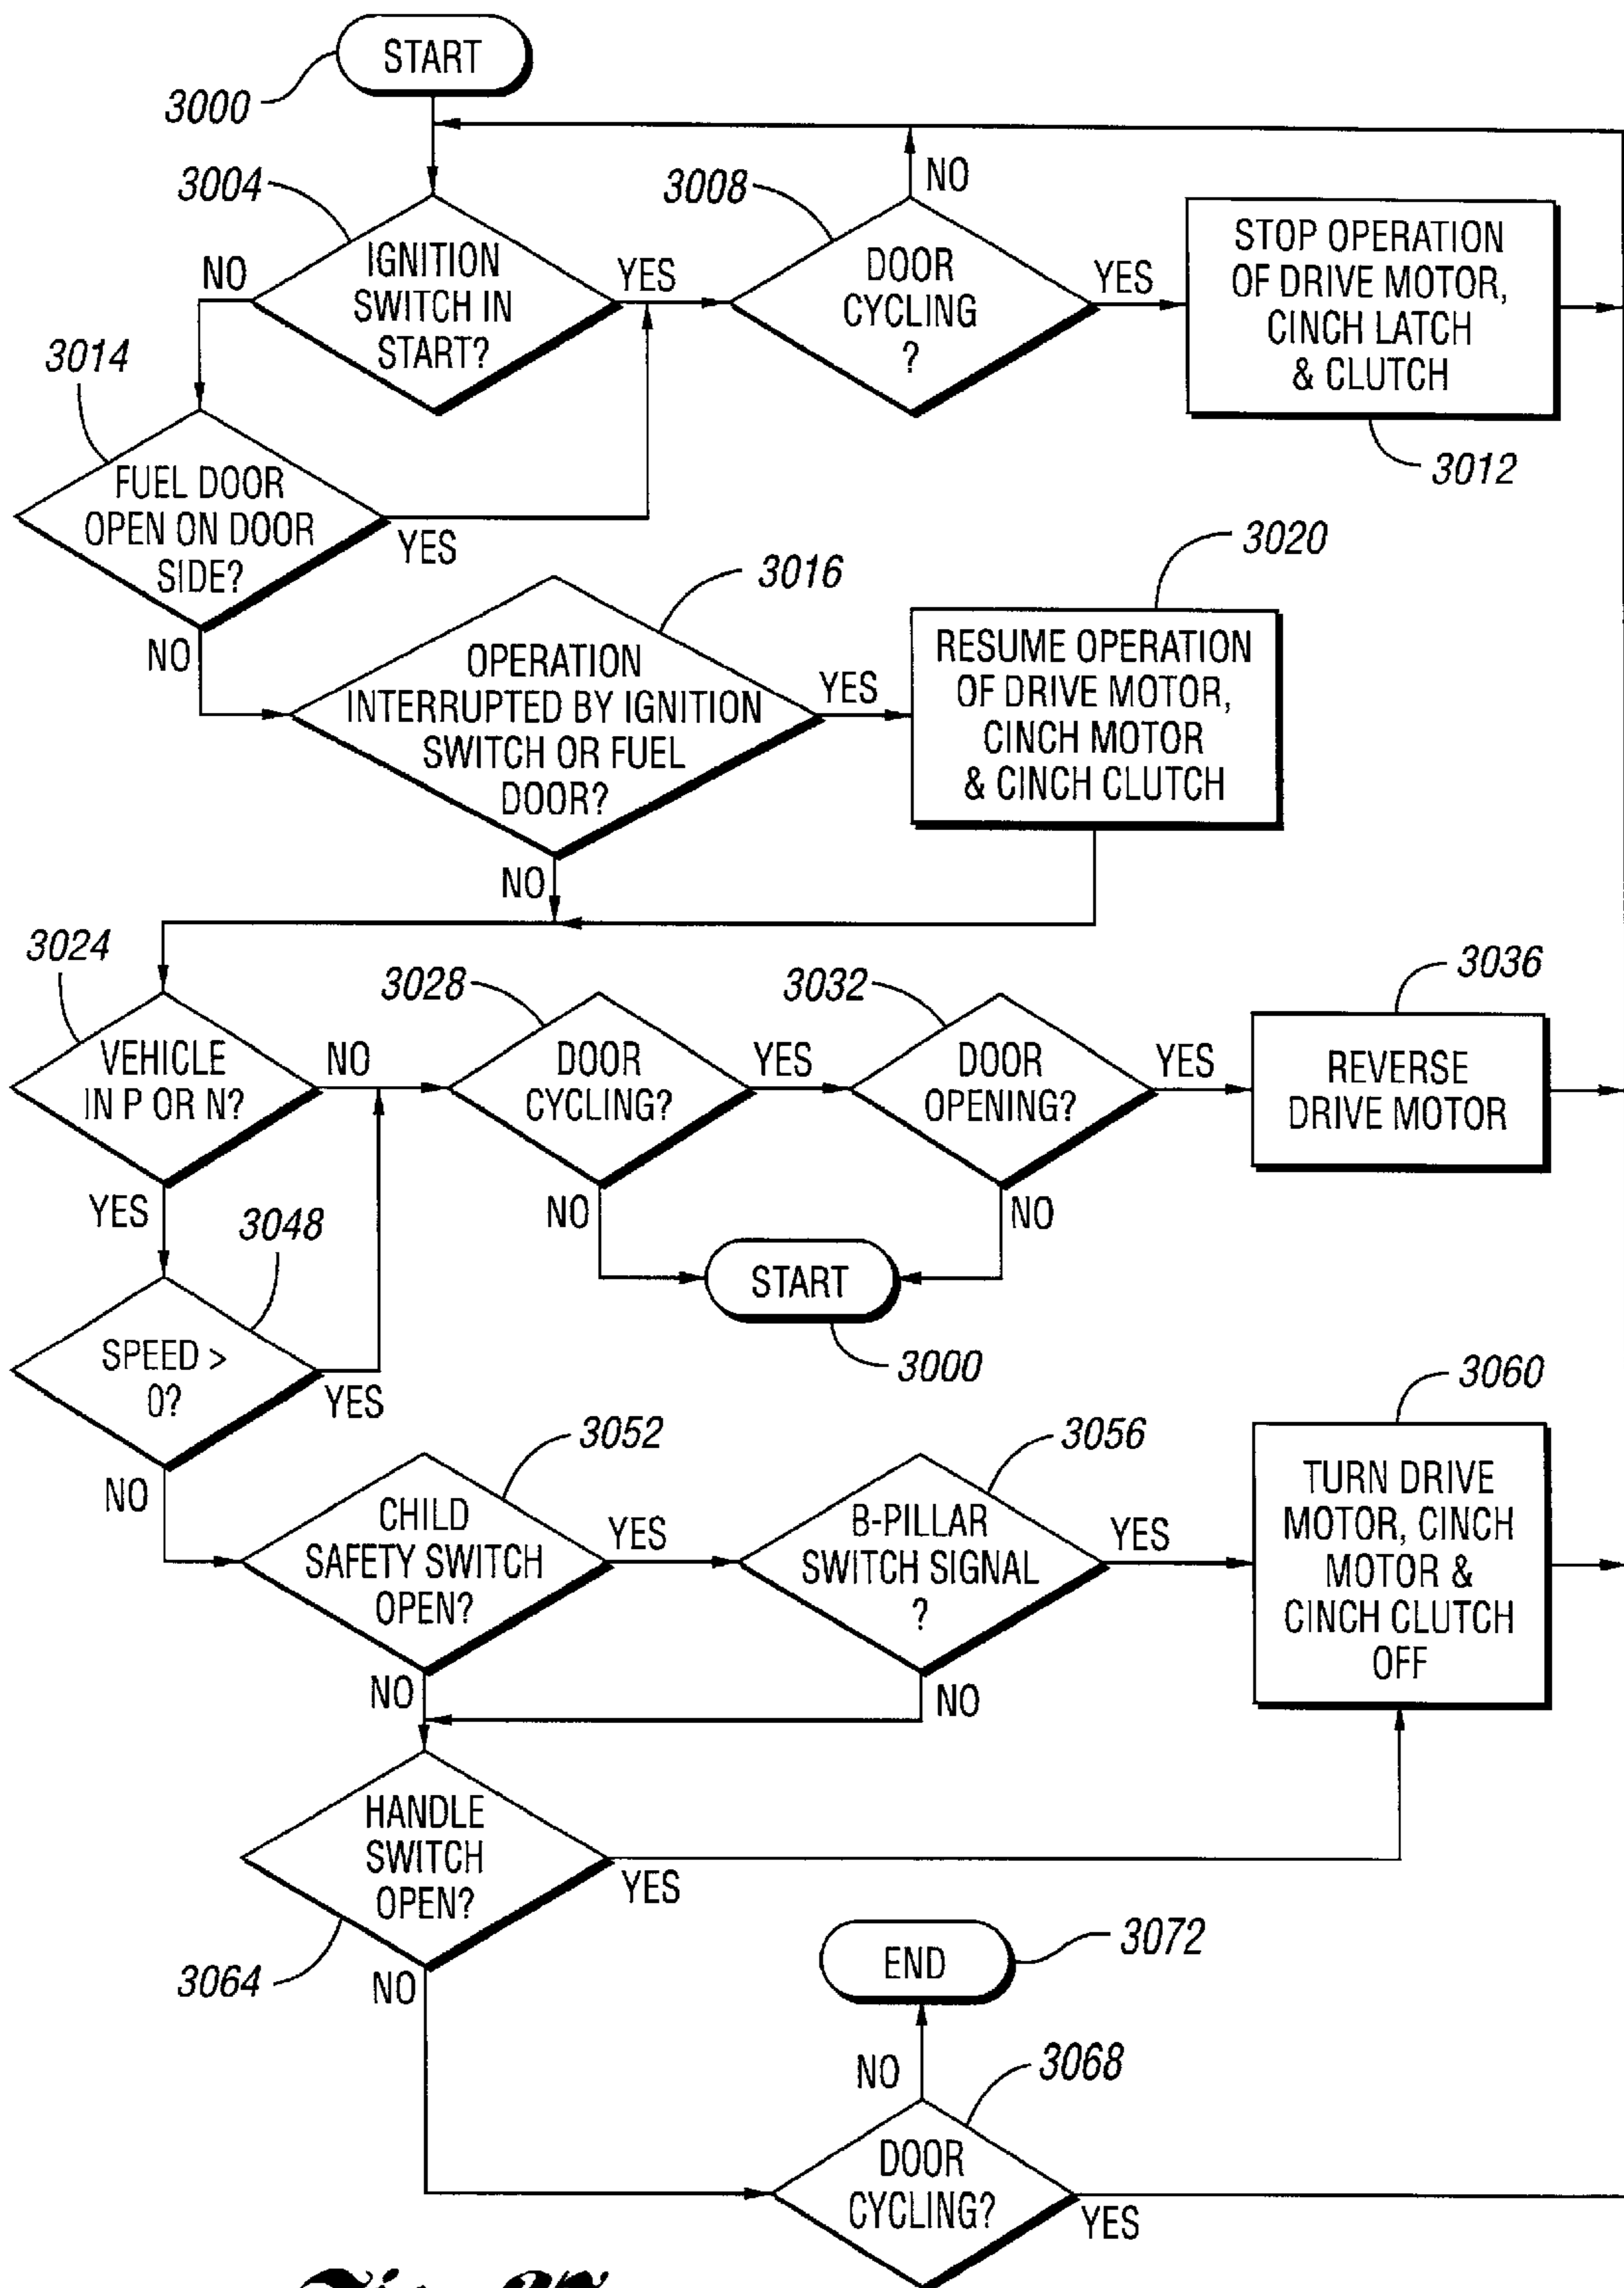 START
3000
3004
IGNITION
SWITCH IN
START?
NO
YES
3008
DOOR
CYCLING
?
NO
YES
STOP OPERATION
OF DRIVE MOTOR,
CINCH LATCH
& CLUTCH
3012
3014
FUEL DOOR
OPEN ON DOOR
SIDE?
YES
NO
3016
OPERATION
INTERRUPTED BY IGNITION
SWITCH OR FUEL
DOOR?
YES
NO
3020
RESUME OPERATION
OF DRIVE MOTOR,
CINCH MOTOR
& CINCH CLUTCH
3024
VEHICLE
IN P OR N?
NO
YES
3028
DOOR
CYCLING?
YES
NO
3032
DOOR
OPENING?
YES
NO
3036
REVERSE
DRIVE MOTOR
START
3000
3048
SPEED >
0?
YES
NO
3052
CHILD
SAFETY SWITCH
OPEN?
YES
NO
3056
B-PILLAR
SWITCH SIGNAL
?
YES
NO
3060
TURN DRIVE
MOTOR, CINCH
MOTOR &
CINCH CLUTCH
OFF
HANDLE
SWITCH
OPEN?
YES
3064
NO
END
3072
NO
3068
DOOR
CYCLING?
YES